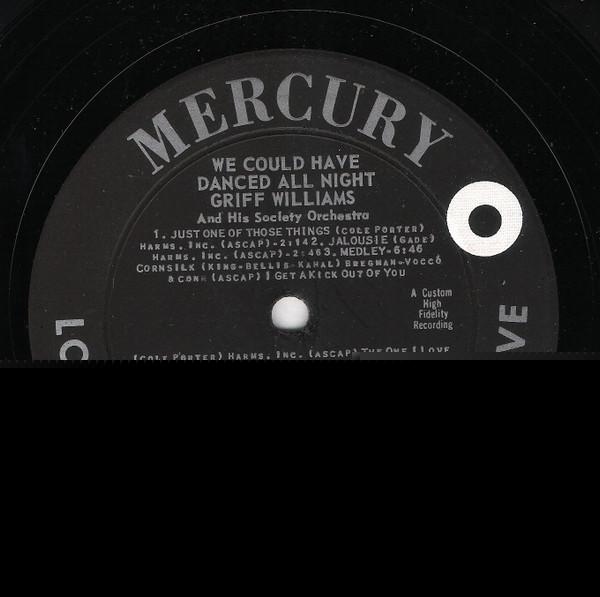 MERCURY
WE COULD HAVE
DANCED ALL NIGHT
GRIFF WILLIAMS
And His Society Orchestra
1. JUST ONE OF THOSE THINGS (COLE PORTER)
HARMS, INC. (ASCAP)-2:142. JALOUSIE (GADE)
HARMS, INC. (ASCAP)-2:463. MEDLEY-6:46
CORNSILK (KING-BELLIS-KAHAL) BREGMAN-VOCCO
& CONN (ASCAP) I GET A KICK OUT OF YOU
A Custom
High
Fidelity
Recording
(COLE PORTER) HARMS, INC. (ASCAP) THE ONE I LOVE